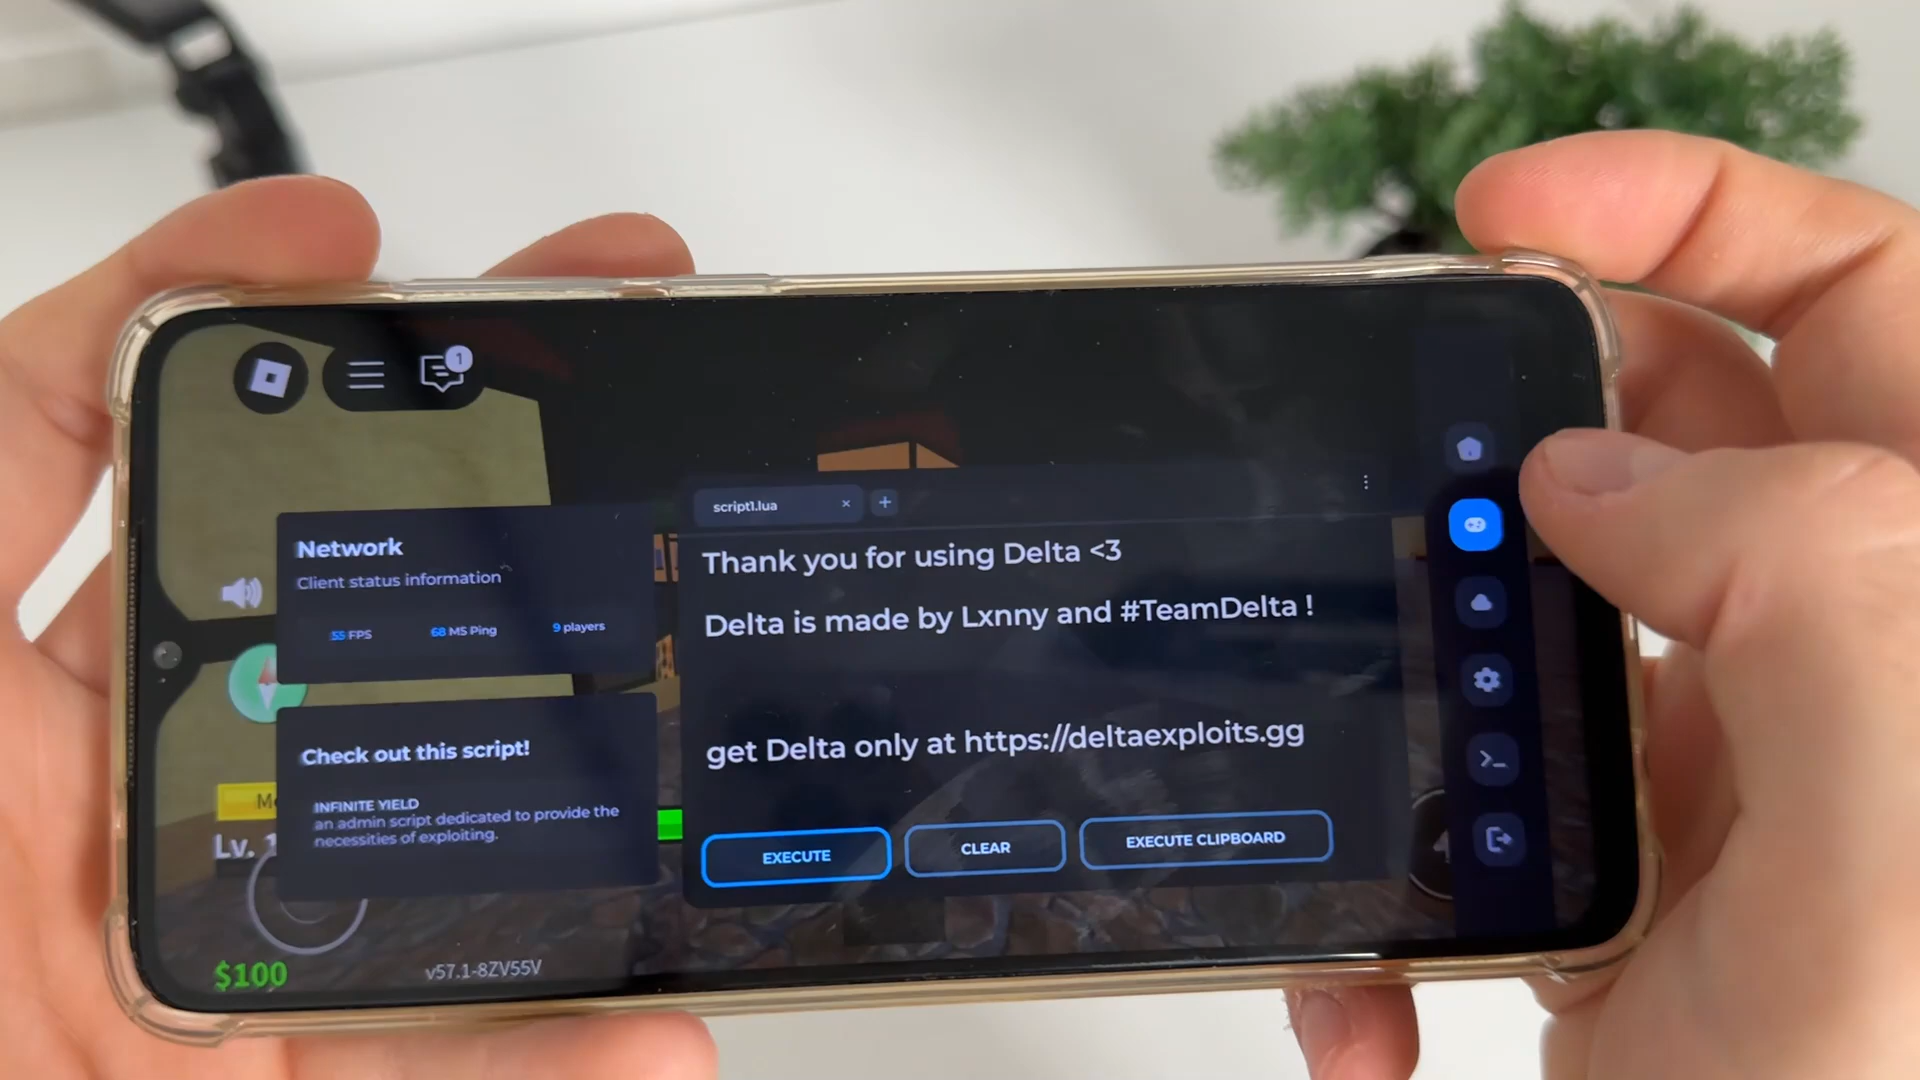 1
script1.lua
Network
Client status information
55 FPS
68 MS Ping
9 players
Thank you for using Delta <3
Delta is made by Lxnny and #TeamDelta !
get Delta only at https://deltaexploits.gg
Check out this script!
INFINITE YIELD
an admin script dedicated to provide the
necessities of exploiting.
EXECUTE
CLEAR
EXECUTE CLIPBOARD
Lv.
$100
v57.1-8ZV55V